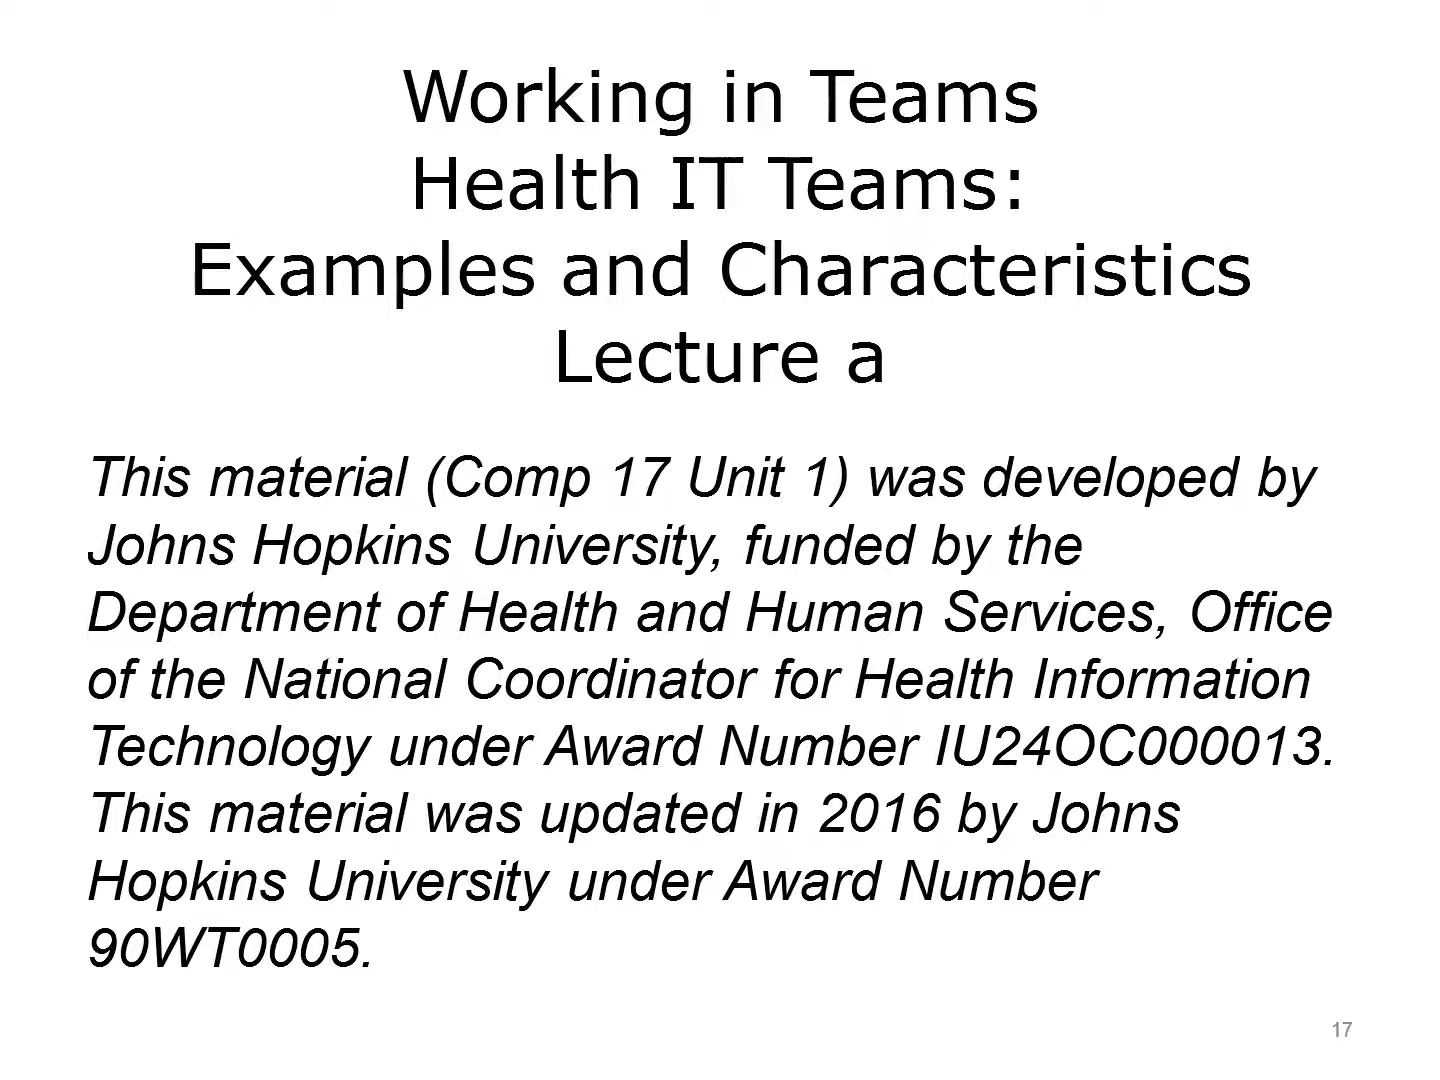 Working in Teams
Health IT Teams:
Examples and Characteristics
Lecture a
This material (Comp 17 Unit 1) was developed by
Johns Hopkins University, funded by the
Department of Health and Human Services, Office
of the National Coordinator for Health Information
Technology under Award Number IU24OC000013.
This material was updated in 2016 by Johns
Hopkins University under Award Number
90WT0005.
17